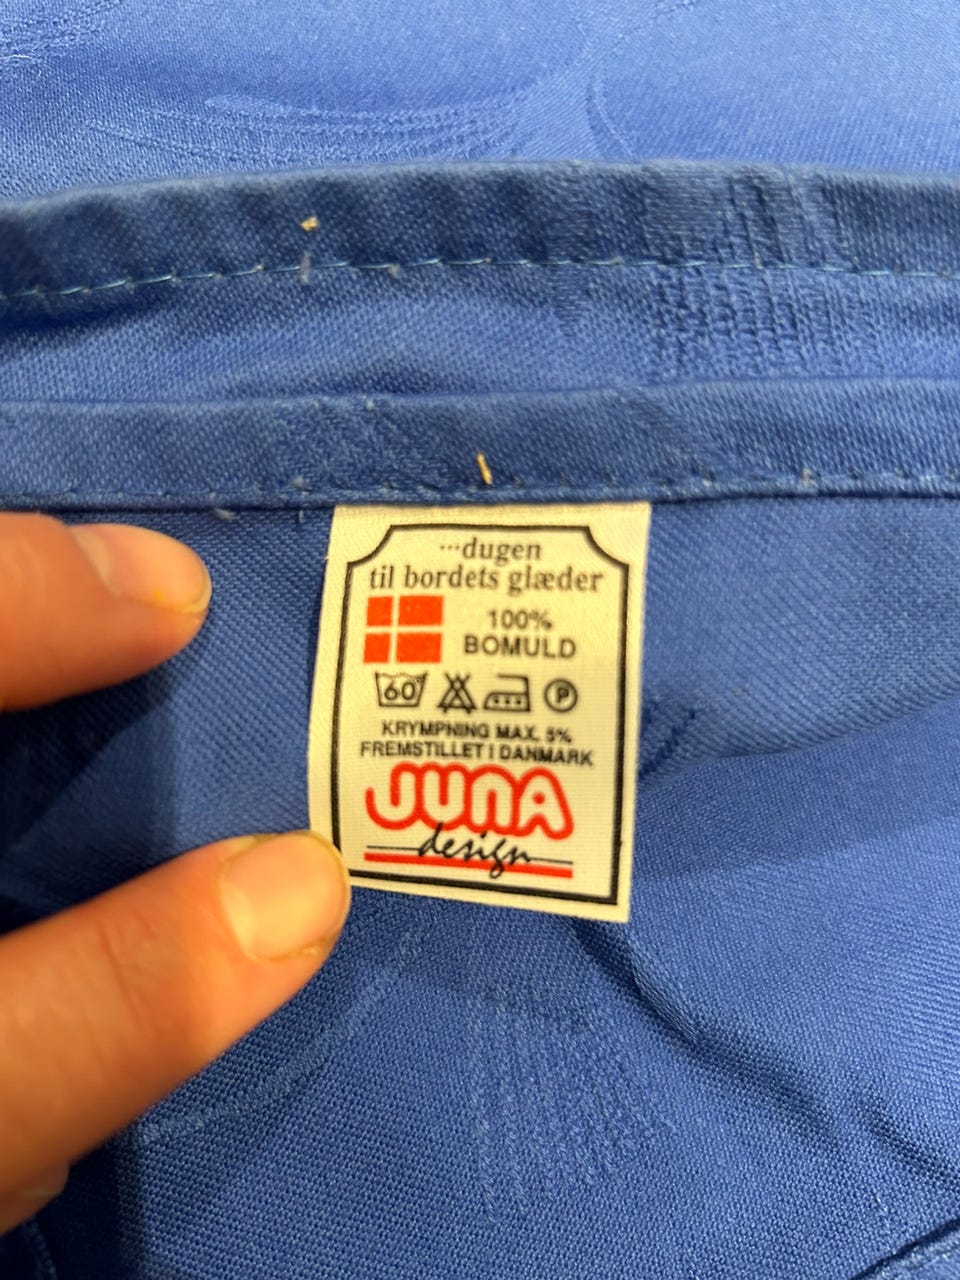 ...dugen
til bordets glæder
100%
BOMULD
60 P
KRYMPNING MAX. 5%
FREMSTILLET I DANMARK
JUNA
design